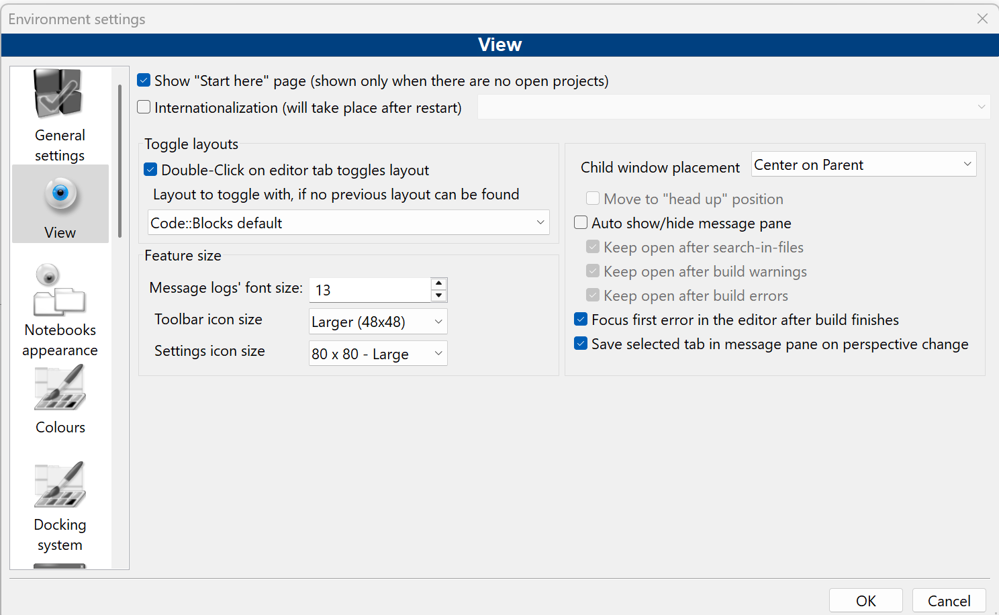 Environment settings
View
General
settings
View
Notebooks
appearance
Colours
Docking
system
Show "Start here" page (shown only when there are no open projects)
Internationalization (will take place after restart)
Toggle layouts
Double-Click on editor tab toggles layout
Layout to toggle with, if no previous layout can be found
Code::Blocks default
Feature size
Message logs' font size: 13
Toolbar icon size Larger (48x48)
Settings icon size 80 x 80 - Large
Child window placement Center on Parent
Move to "head up" position
Auto show/hide message pane
Keep open after search-in-files
Keep open after build warnings
Keep open after build errors
Focus first error in the editor after build finishes
Save selected tab in message pane on perspective change
OK Cancel